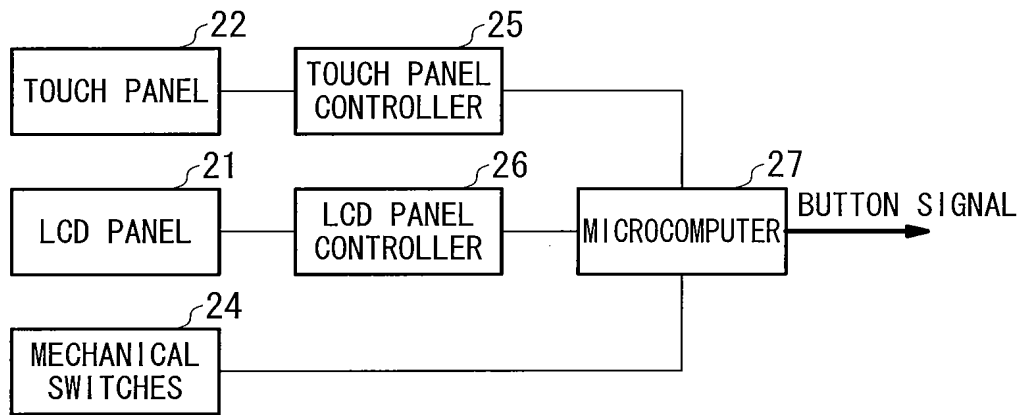 22
TOUCH PANEL
25
TOUCH PANEL
CONTROLLER
21
LCD PANEL
26
LCD PANEL
CONTROLLER
27
MICROCOMPUTER
BUTTON SIGNAL
24
MECHANICAL
SWITCHES